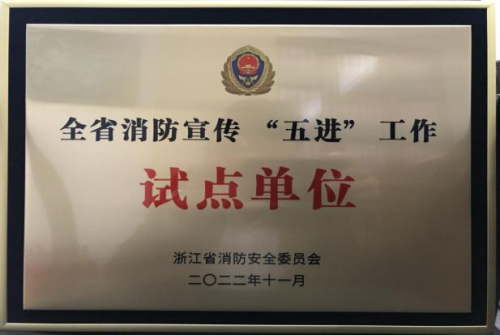 全省消防宣传“五进”工作
试点单位
浙江省消防安全委员会
二〇二二年十一月